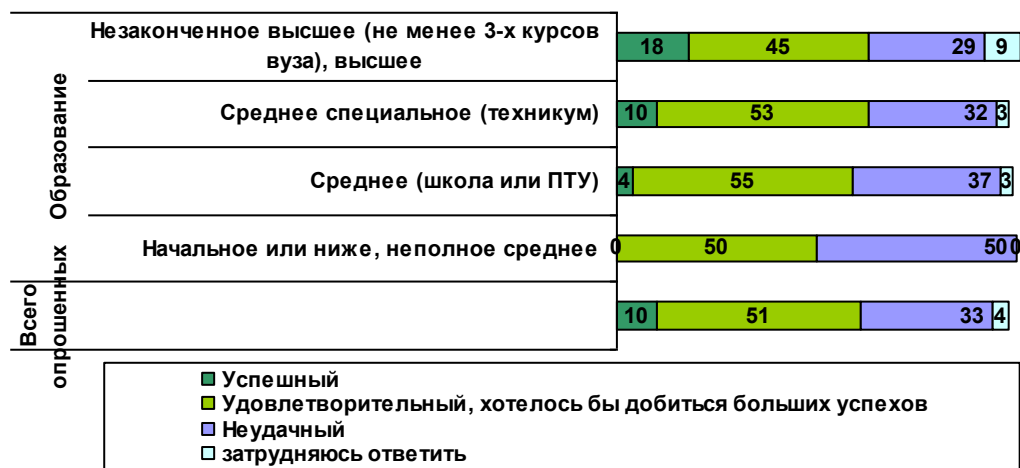 Образование
Незаконченное высшее (не менее 3-х курсов
вуза), высшее
18 45 29 9
Среднее специальное (техникум)
10 53 32 3
Среднее (школа или ПТУ)
4 55 37 3
Начальное или ниже, неполное среднее
0 50 50 0
Всего
опрошенных
10 51 33 4
Успешный
Удовлетворительный, хотелось бы добиться больших успехов
Неудачный
затрудняюсь ответить